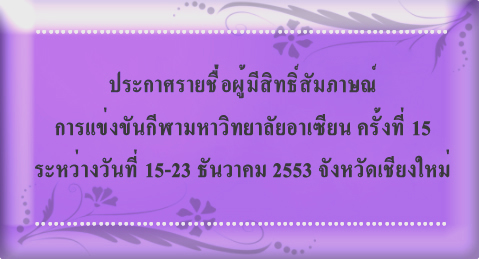 ประกาศรายชื่อผู้มีสิทธิ์สัมภาษณ์
การแข่งขันกีฬามหาวิทยาลัยอาเซียน ครั้งที่ 15
ระหว่างวันที่ 15-23 ธันวาคม 2553 จังหวัดเชียงใหม่